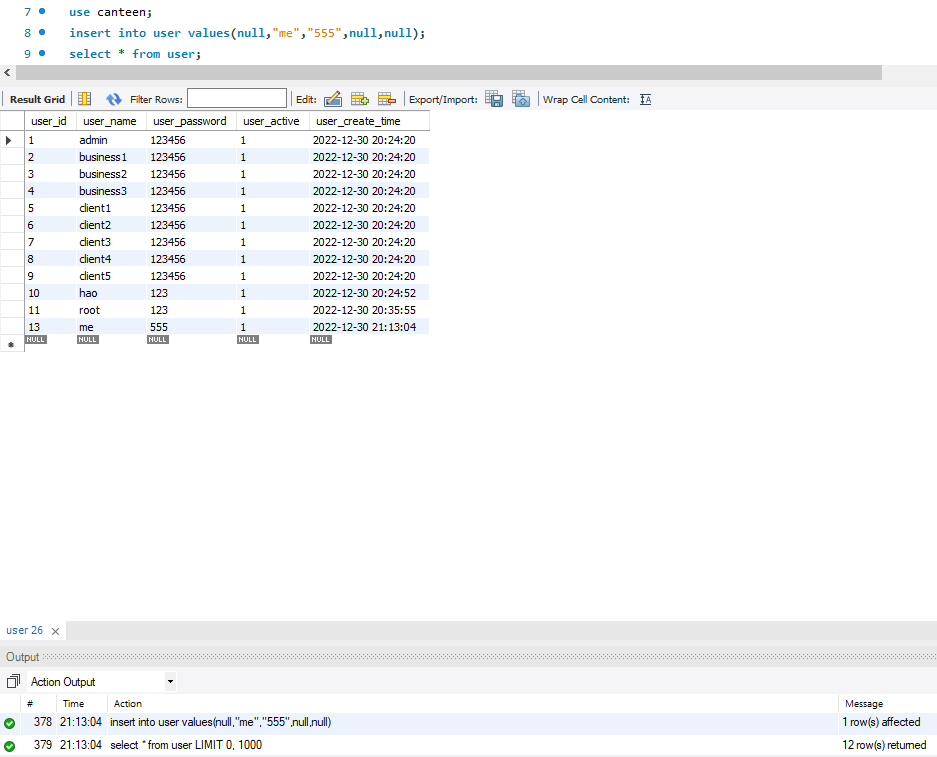 7 use canteen;
8 insert into user values(null,"me","555",null,null);
9 select * from user;
Result Grid Filter Rows: Edit: Export/Import: Wrap Cell Content: IA
user_id user_name user_password user_active user_create_time
1 admin 123456 1 2022-12-30 20:24:20
2 business1 123456 1 2022-12-30 20:24:20
3 business2 123456 1 2022-12-30 20:24:20
4 business3 123456 1 2022-12-30 20:24:20
5 client1 123456 1 2022-12-30 20:24:20
6 client2 123456 1 2022-12-30 20:24:20
7 client3 123456 1 2022-12-30 20:24:20
8 client4 123456 1 2022-12-30 20:24:20
9 client5 123456 1 2022-12-30 20:24:20
10 hao 123 1 2022-12-30 20:24:52
11 root 123 1 2022-12-30 20:35:55
13 me 555 1 2022-12-30 21:13:04
NULL NULL NULL NULL NULL
user 26
Output
Action Output
# Time Action Message
378 21:13:04 insert into user values(null,"me","555",null,null) 1 row(s) affected
379 21:13:04 select * from user LIMIT 0, 1000 12 row(s) returned